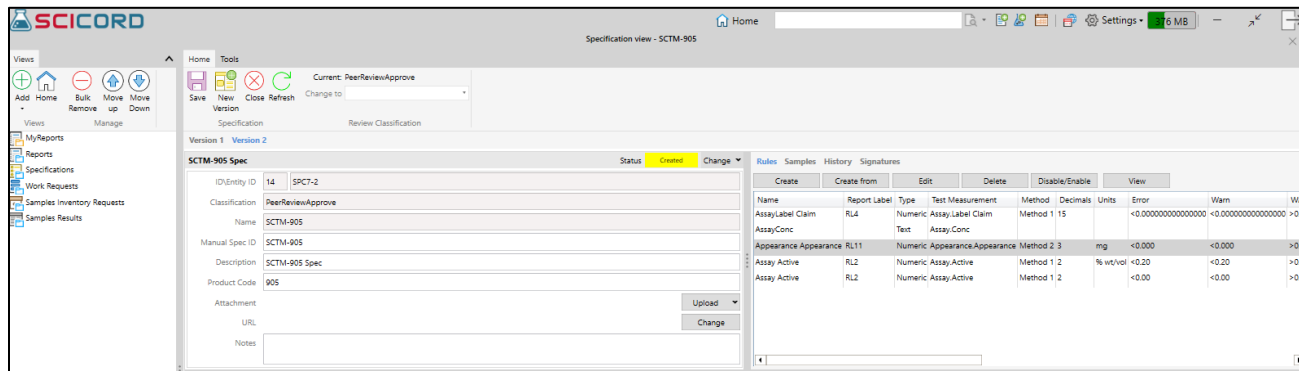 SCICORD
Home
Settings
376 MB
Specification view - SCTM-905
Views
Home Tools
Add Home Bulk Remove Move up Move Down
Views Manage
Save New Version Close Refresh
Current: PeerReviewApprove
Change to
Specification Review Classification
MyReports
Reports
Specifications
Work Requests
Samples Inventory Requests
Samples Results
Version 1 Version 2
SCTM-905 Spec Status Created Change
ID\Entity ID 14 SPC7-2
Classification PeerReviewApprove
Name SCTM-905
Manual Spec ID SCTM-905
Description SCTM-905 Spec
Product Code 905
Attachment Upload
URL Change
Notes
Rules Samples History Signatures
Create Create from Edit Delete Disable/Enable View
Name Report Label Type Test Measurement Method Decimals Units Error Warn Wa
AssayLabel Claim RL4 Numeric Assay.Label Claim Method 1 15 <0.000000000000000 <0.000000000000000 >0
AssayConc Text Assay.Conc
Appearance Appearance RL11 Numeric Appearance.Appearance Method 2 3 mg <0.000 <0.000 >0
Assay Active RL2 Numeric Assay.Active Method 1 2 % wt/vol <0.20 <0.20 >0
Assay Active RL2 Numeric Assay.Active Method 1 2 <0.00 <0.00 >0